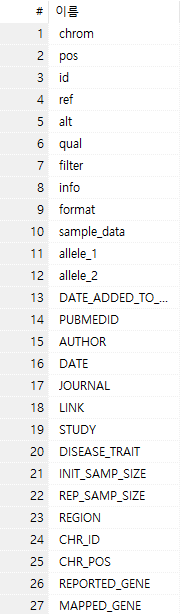 # 이름
1 chrom
2 pos
3 id
4 ref
5 alt
6 qual
7 filter
8 info
9 format
10 sample_data
11 allele_1
12 allele_2
13 DATE_ADDED_TO_...
14 PUBMEDID
15 AUTHOR
16 DATE
17 JOURNAL
18 LINK
19 STUDY
20 DISEASE_TRAIT
21 INIT_SAMP_SIZE
22 REP_SAMP_SIZE
23 REGION
24 CHR_ID
25 CHR_POS
26 REPORTED_GENE
27 MAPPED_GENE